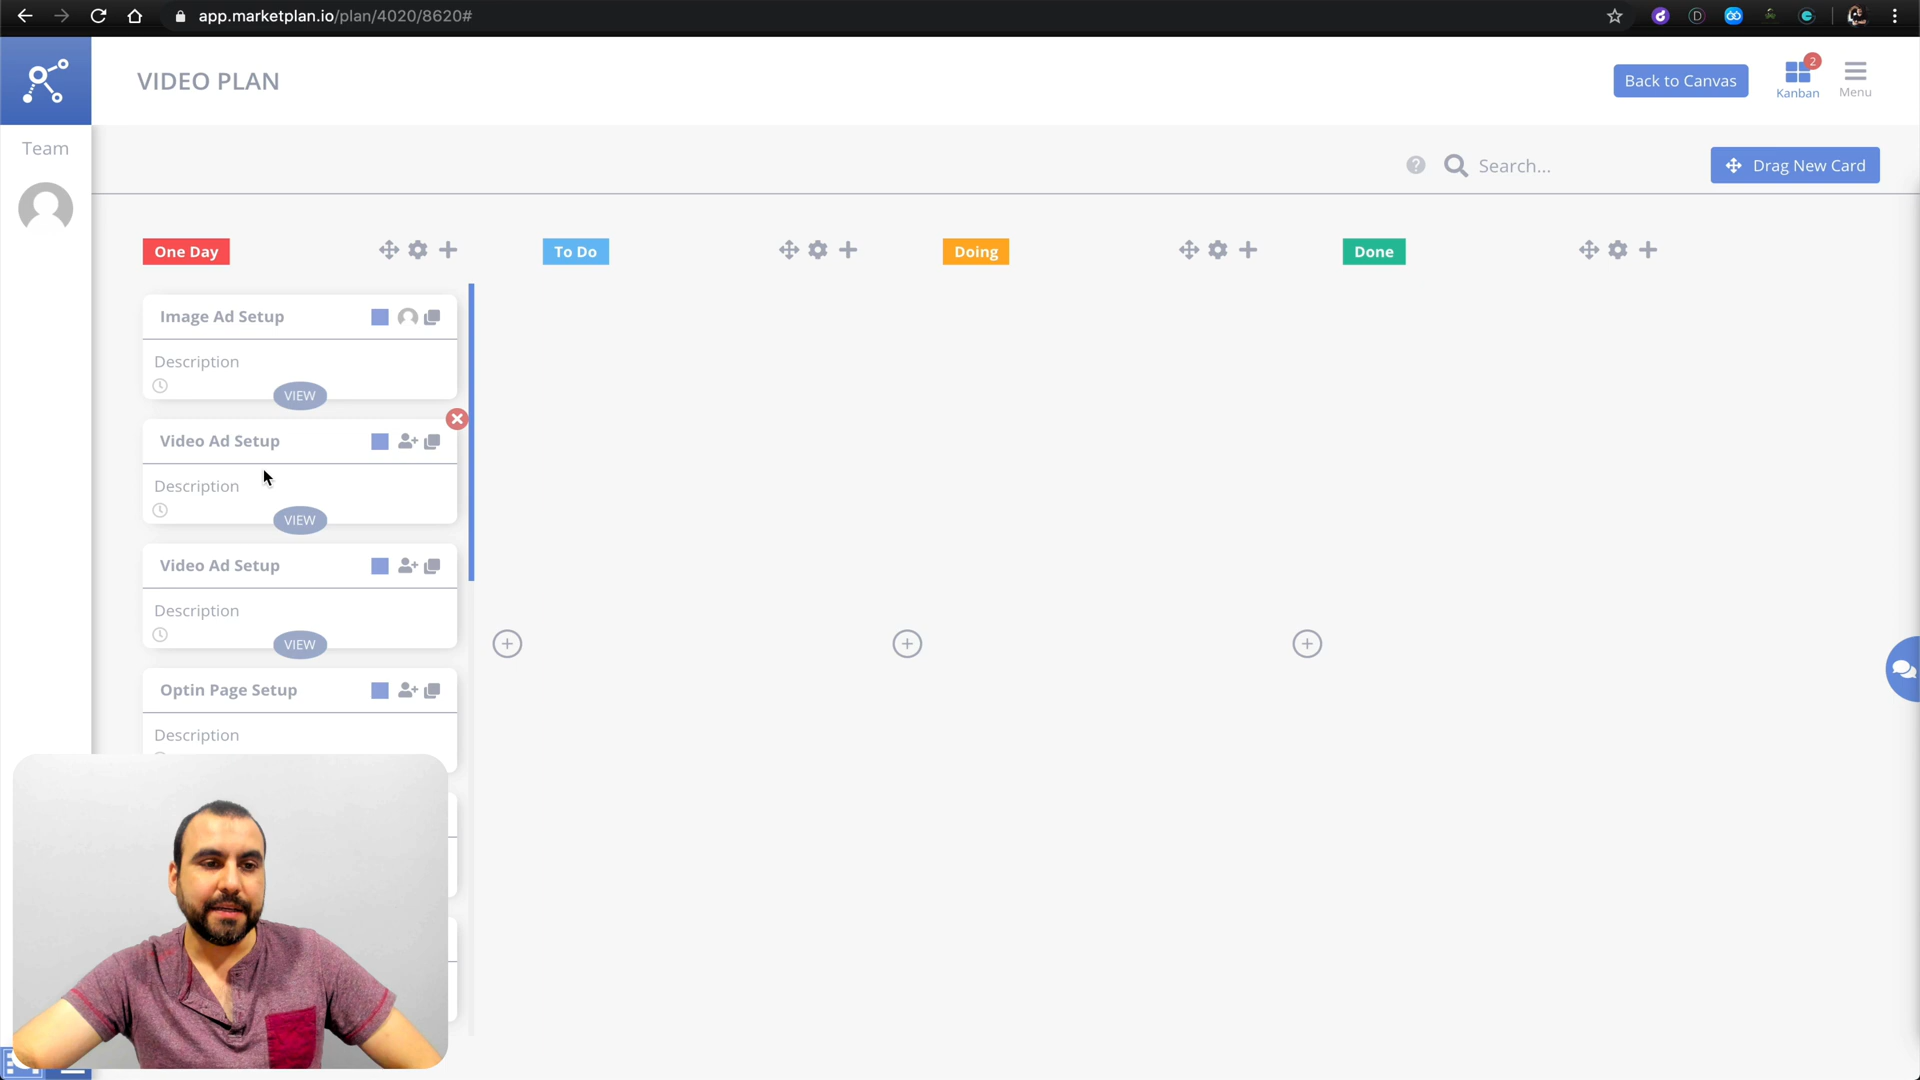 app.marketplan.io/plan/4020/8620#
VIDEO PLAN
Back to Canvas
2
Kanban
Menu
Team
Search...
Drag New Card
One Day
To Do
Doing
Done
Image Ad Setup
Description
VIEW
Video Ad Setup
Description
VIEW
Video Ad Setup
Description
VIEW
Optin Page Setup
Description